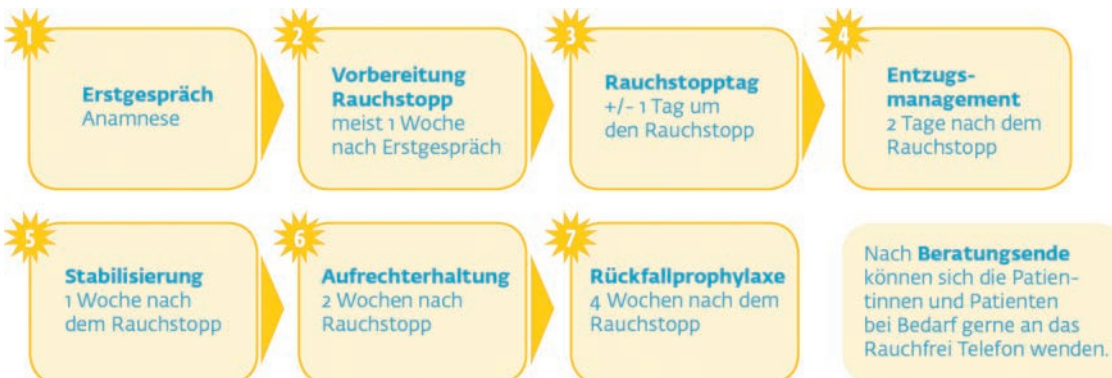 1
Erstgespräch
Anamnese
2
Vorbereitung
Rauchstopp
meist 1 Woche
nach Erstgespräch
3
Rauchstopptag
+/- 1 Tag um
den Rauchstopp
4
Entzugs-
management
2 Tage nach dem
Rauchstopp
5
Stabilisierung
1 Woche nach
dem Rauchstopp
6
Aufrechterhaltung
2 Wochen nach
Rauchstopp
7
Rückfallprophylaxe
4 Wochen nach dem
Rauchstopp
Nach Beratungsende
können sich die Patien-
tinnen und Patienten
bei Bedarf gerne an das
Rauchfrei Telefon wenden.